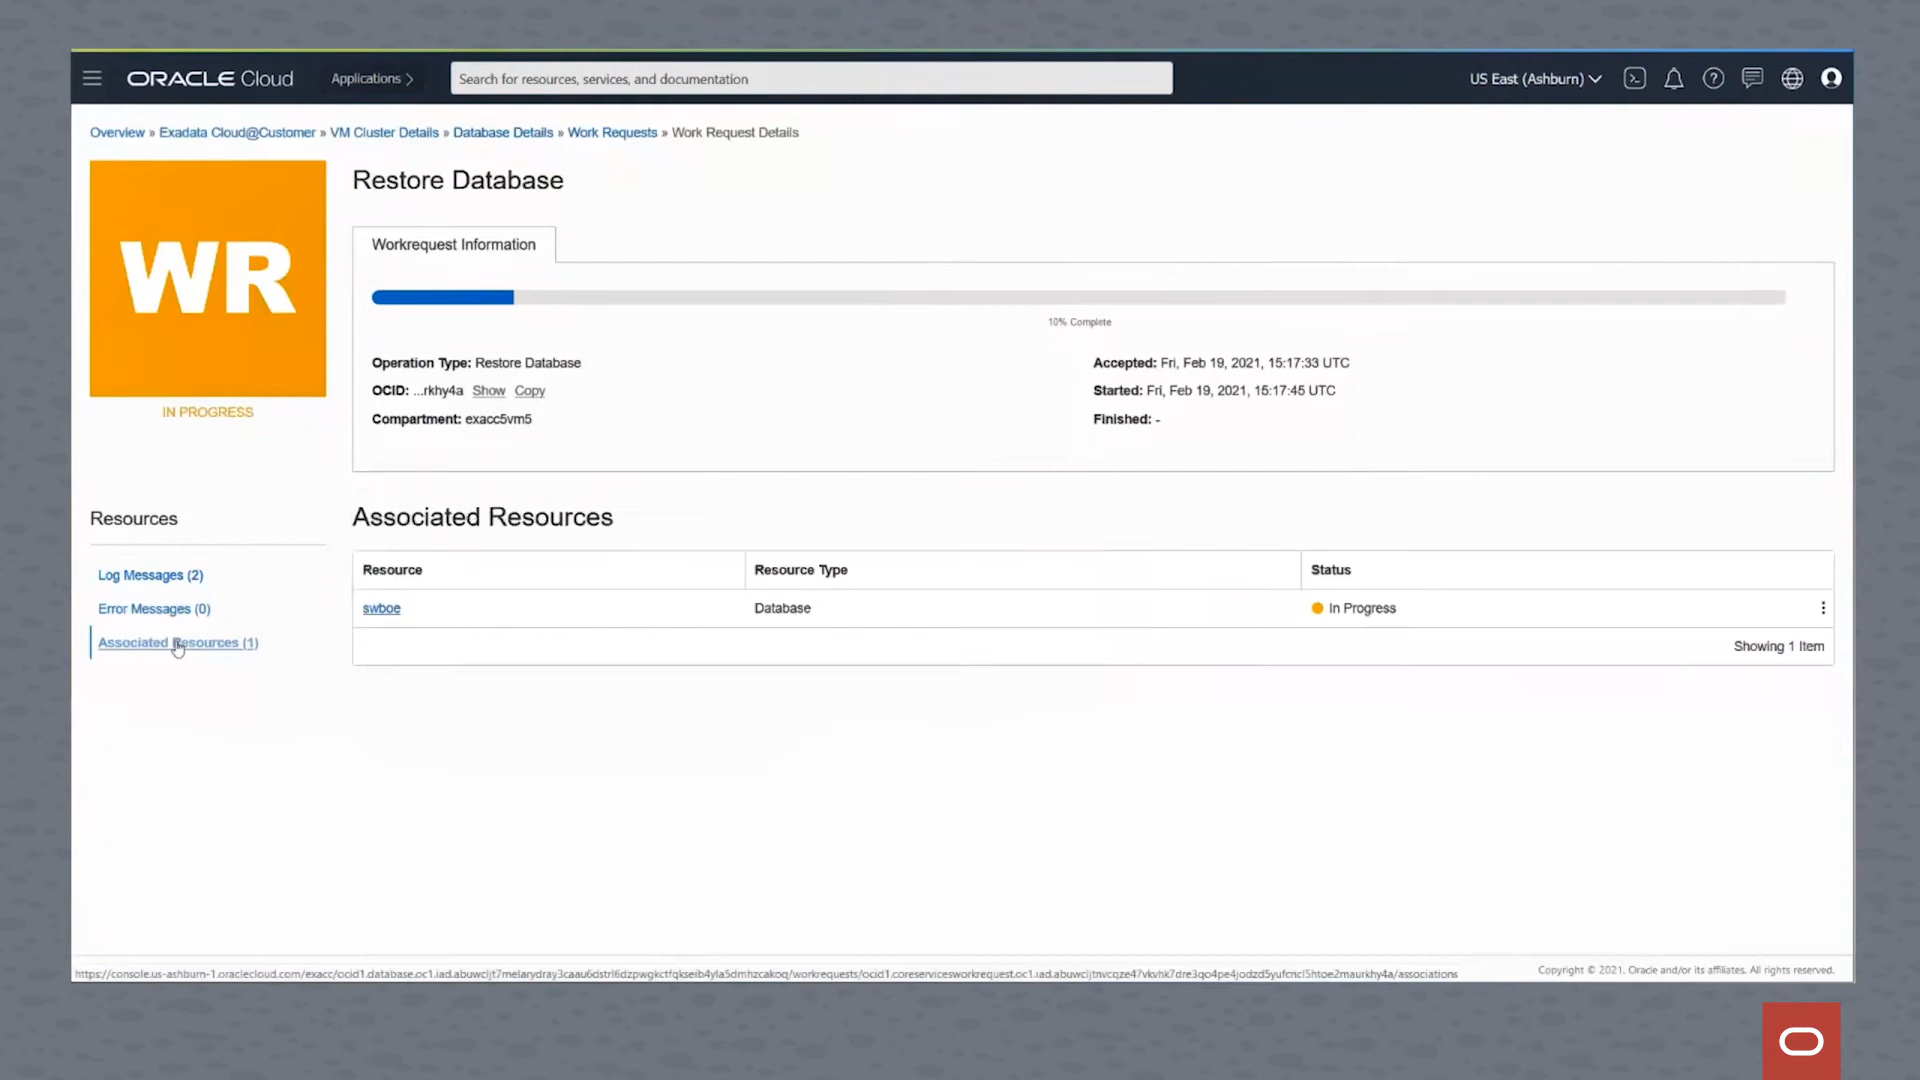 ORACLE Cloud
Applications
Search for resources, services, and documentation
US East (Ashburn)
Overview » Exadata Cloud@Customer » VM Cluster Details » Database Details » Work Requests » Work Request Details
WR
IN PROGRESS
Restore Database
Workrequest Information
10% Complete
Operation Type: Restore Database
OCID: ...rkhy4a Show Copy
Compartment: exacc5vm5
Accepted: Fri, Feb 19, 2021, 15:17:33 UTC
Started: Fri, Feb 19, 2021, 15:17:45 UTC
Finished: -
Resources
Log Messages (2)
Error Messages (0)
Associated Resources (1)
Associated Resources
Resource Resource Type Status
swboe Database In Progress
Showing 1 Item
Copyright © 2021, Oracle and/or its affiliates. All rights reserved.